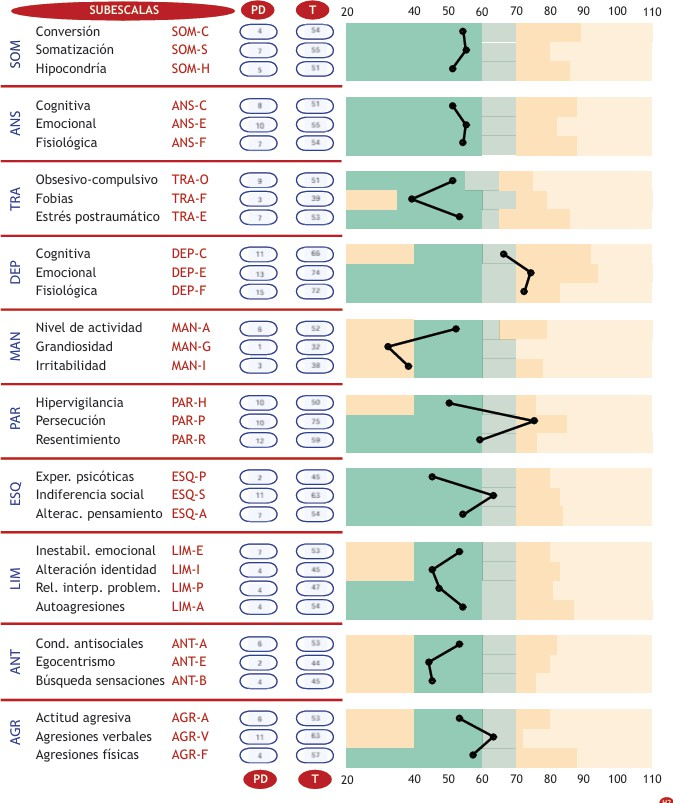 SUBESCALAS PD T 20 30 40 50 60 70 80 90 100 110
SOM
Conversión SOM-C 4 54
Somatización SOM-S 7 55
Hipocondría SOM-H 5 51
ANS
Cognitiva ANS-C 8 51
Emocional ANS-E 10 55
Fisiológica ANS-F 7 54
TRA
Obsesivo-compulsivo TRA-O 9 51
Fobias TRA-F 3 39
Estrés postraumático TRA-E 7 53
DEP
Cognitiva DEP-C 11 66
Emocional DEP-E 13 74
Fisiológica DEP-F 15 72
MAN
Nivel de actividad MAN-A 6 52
Grandiosidad MAN-G 1 32
Irritabilidad MAN-I 3 38
PAR
Hipervigilancia PAR-H 10 50
Persecución PAR-P 10 75
Resentimiento PAR-R 12 59
ESQ
Exper. psicóticas ESQ-P 2 45
Indiferencia social ESQ-S 11 63
Alterac. pensamiento ESQ-A 7 54
LIM
Inestabil. emocional LIM-E 7 53
Alteración identidad LIM-I 4 45
Rel. interp. problem. LIM-P 4 47
Autoagresiones LIM-A 4 54
ANT
Cond. antisociales ANT-A 6 53
Egocentrismo ANT-E 2 44
Búsqueda sensaciones ANT-B 4 45
AGR
Actitud agresiva AGR-A 6 53
Agresiones verbales AGR-V 11 63
Agresiones físicas AGR-F 4 57
PD T 20 30 40 50 60 70 80 90 100 110